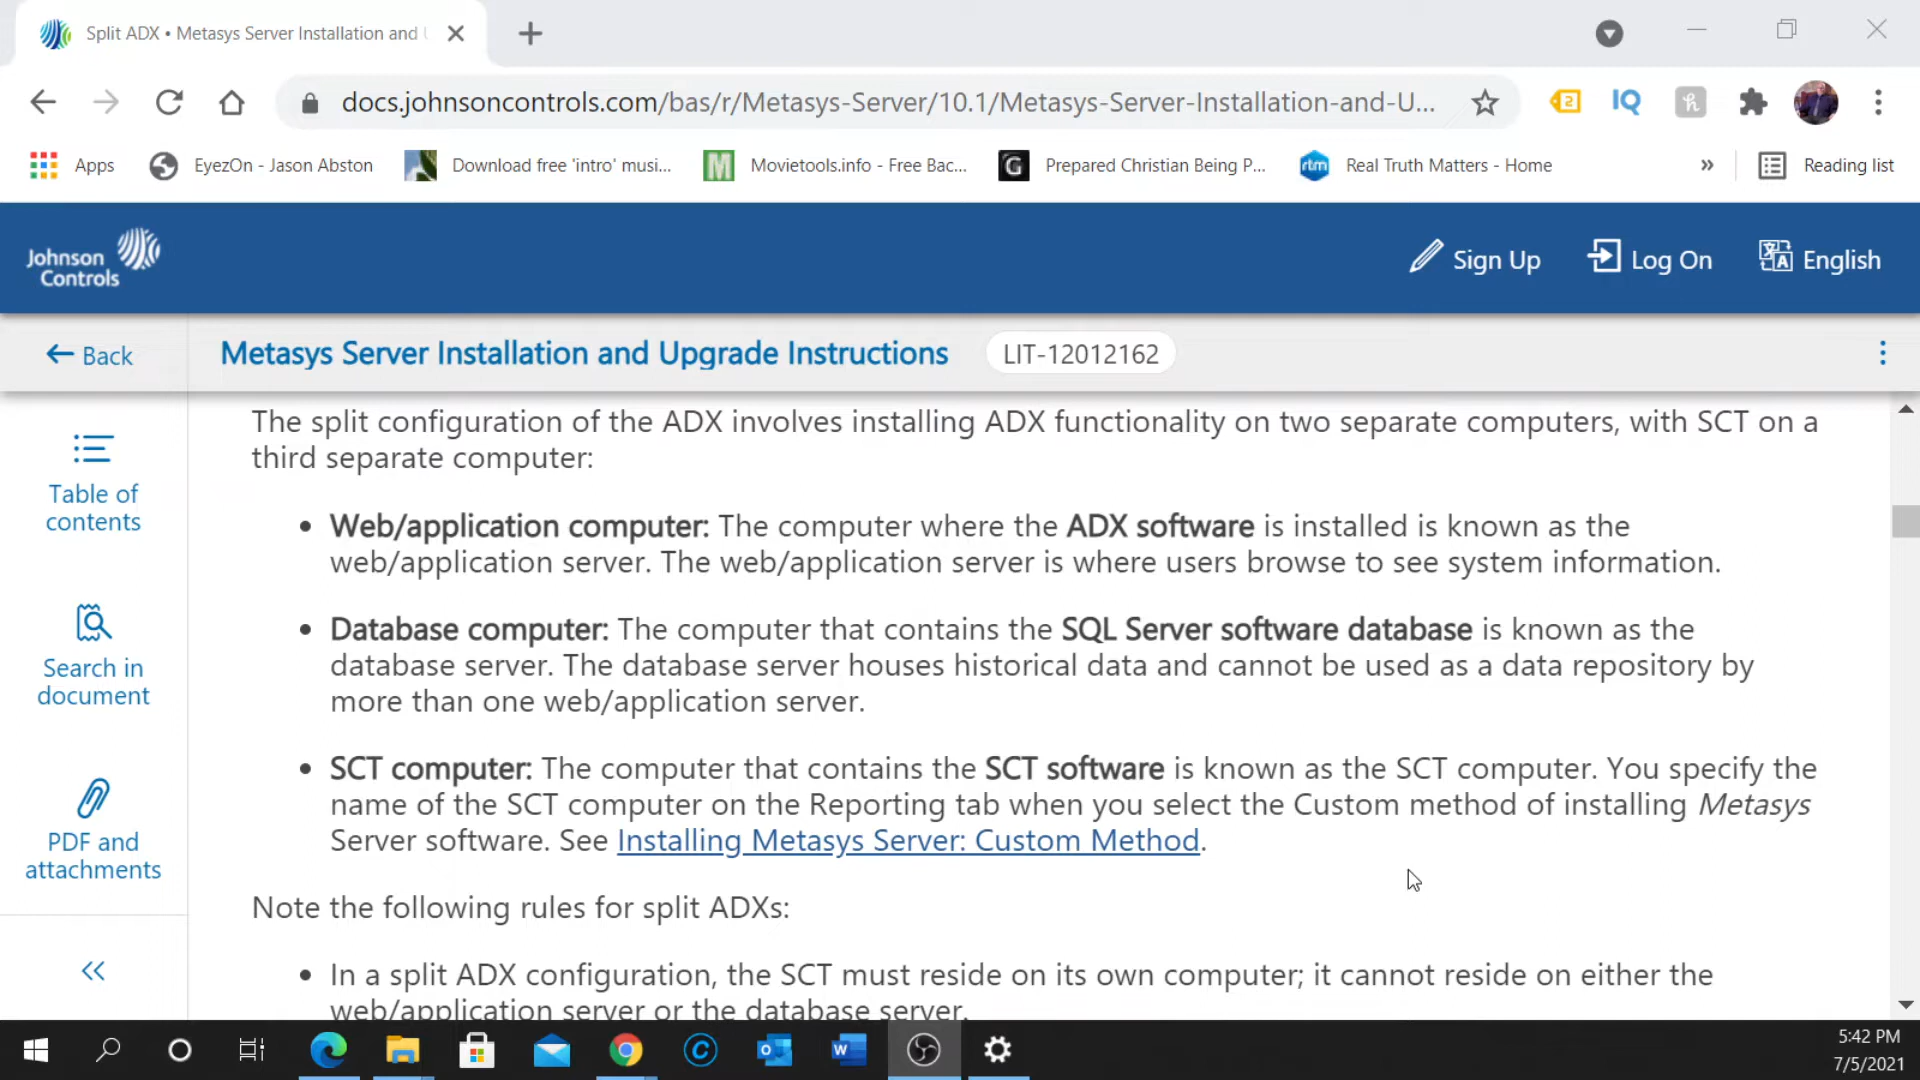 Split ADX • Metasys Server Installation and
docs.johnsoncontrols.com/bas/r/Metasys-Server/10.1/Metasys-Server-Installation-and-U...
2
IQ
h
Apps
EyezOn - Jason Abston
Download free 'intro' musi...
M
Movietools.info - Free Bac...
G
Prepared Christian Being P...
rtm
Real Truth Matters - Home
»
Reading list
Johnson
Controls
Sign Up
Log On
English
Back
Metasys Server Installation and Upgrade Instructions
LIT-12012162
Table of
contents
Search in
document
PDF and
attachments
The split configuration of the ADX involves installing ADX functionality on two separate computers, with SCT on a
third separate computer:
• Web/application computer: The computer where the ADX software is installed is known as the
web/application server. The web/application server is where users browse to see system information.
• Database computer: The computer that contains the SQL Server software database is known as the
database server. The database server houses historical data and cannot be used as a data repository by
more than one web/application server.
• SCT computer: The computer that contains the SCT software is known as the SCT computer. You specify the
name of the SCT computer on the Reporting tab when you select the Custom method of installing Metasys
Server software. See Installing Metasys Server: Custom Method.
Note the following rules for split ADXs:
• In a split ADX configuration, the SCT must reside on its own computer; it cannot reside on either the
web/application server or the database server.
5:42 PM
7/5/2021